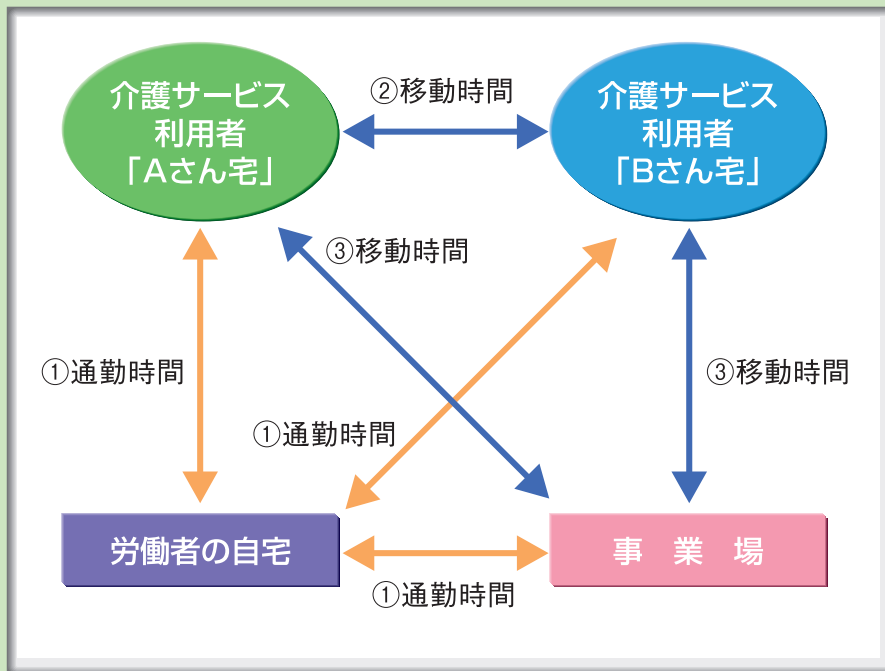 介護サービス
利用者
「Aさん宅」
②移動時間
介護サービス
利用者
「Bさん宅」
③移動時間
①通勤時間
③移動時間
①通勤時間
労働者の自宅
事業場
①通勤時間